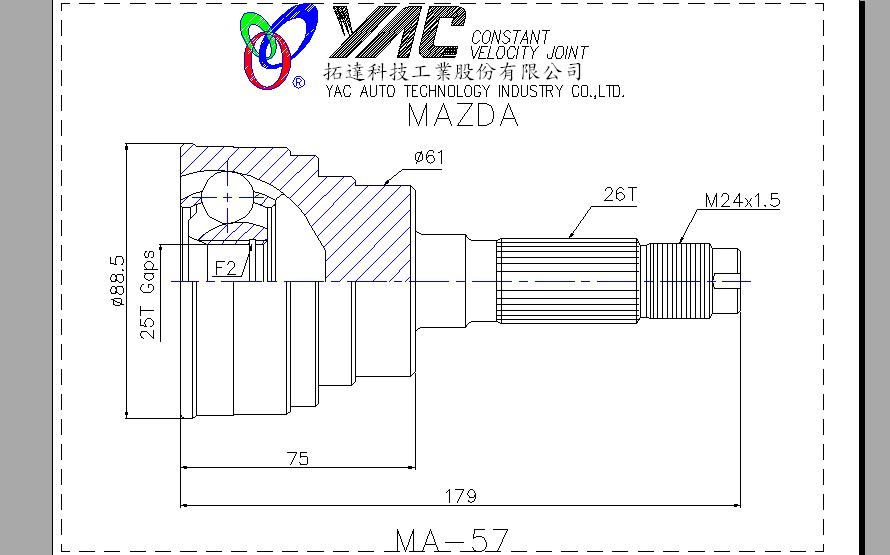 YAC
CONSTANT
VELOCITY JOINT
®
拓達科技工業股份有限公司
YAC AUTO TECHNOLOGY INDUSTRY CO.,LTD.
MAZDA
ø61
26T
M24x1.5
ø88.5
25T Gaps
F2
75
179
MA-57